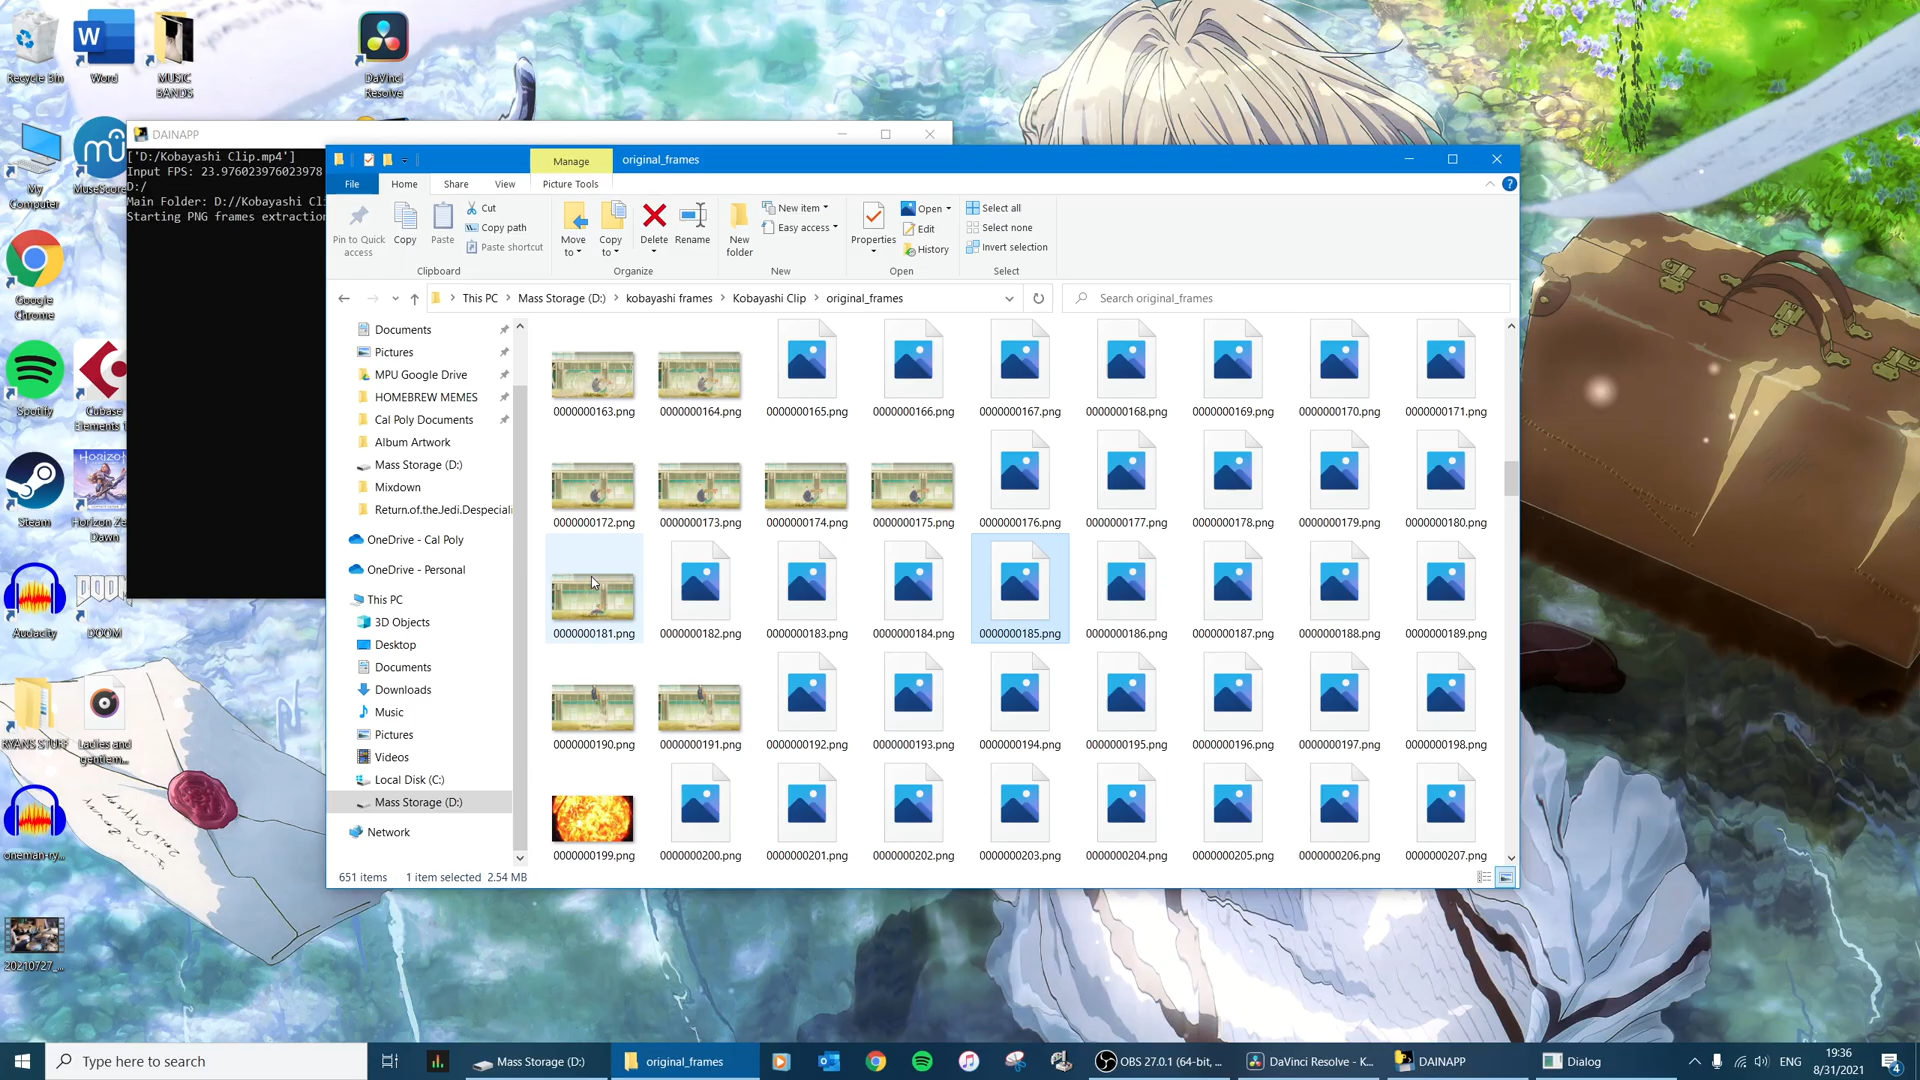 Recycle Bin
Word
MUSIC BANDS
DaVinci Resolve
My Computer
MuseScore
Google Chrome
Spotify
Cubase Elements
Steam
Horizon Ze Dawn
Audacity
DOOM
RYANS STUFF
Ladies and gentlem...
oneman-ry...
20210727_...
DAINAPP
['D:/Kobayashi Clip.mp4']
Input FPS: 23.976023976023978
D:/
Main Folder: D://Kobayashi Cli
Starting PNG frames extraction
Manage
original_frames
File
Home
Share
View
Picture Tools
Pin to Quick access
Copy
Paste
Cut
Copy path
Paste shortcut
Clipboard
Move to
Copy to
Delete
Rename
Organize
New folder
New item
Easy access
New
Properties
Open
Edit
History
Open
Select all
Select none
Invert selection
Select
This PC
Mass Storage (D:)
kobayashi frames
Kobayashi Clip
original_frames
Search original_frames
Documents
Pictures
MPU Google Drive
HOMEBREW MEMES
Cal Poly Documents
Album Artwork
Mass Storage (D:)
Mixdown
Return.of.theJedi.Despeciali
OneDrive - Cal Poly
OneDrive - Personal
This PC
3D Objects
Desktop
Documents
Downloads
Music
Pictures
Videos
Local Disk (C:)
Mass Storage (D:)
Network
0000000163.png 0000000164.png 0000000165.png 0000000166.png 0000000167.png 0000000168.png 0000000169.png 0000000170.png 0000000171.png
0000000172.png 0000000173.png 0000000174.png 0000000175.png 0000000176.png 0000000177.png 0000000178.png 0000000179.png 0000000180.png
0000000181.png 0000000182.png 0000000183.png 0000000184.png 0000000185.png 0000000186.png 0000000187.png 0000000188.png 0000000189.png
0000000190.png 0000000191.png 0000000192.png 0000000193.png 0000000194.png 0000000195.png 0000000196.png 0000000197.png 0000000198.png
0000000199.png 0000000200.png 0000000201.png 0000000202.png 0000000203.png 0000000204.png 0000000205.png 0000000206.png 0000000207.png
651 items 1 item selected 2.54 MB
Type here to search
Mass Storage (D:)
original_frames
OBS 27.0.1 (64-bit, ...
DaVinci Resolve - K...
DAINAPP
Dialog
ENG
19:36
8/31/2021
4